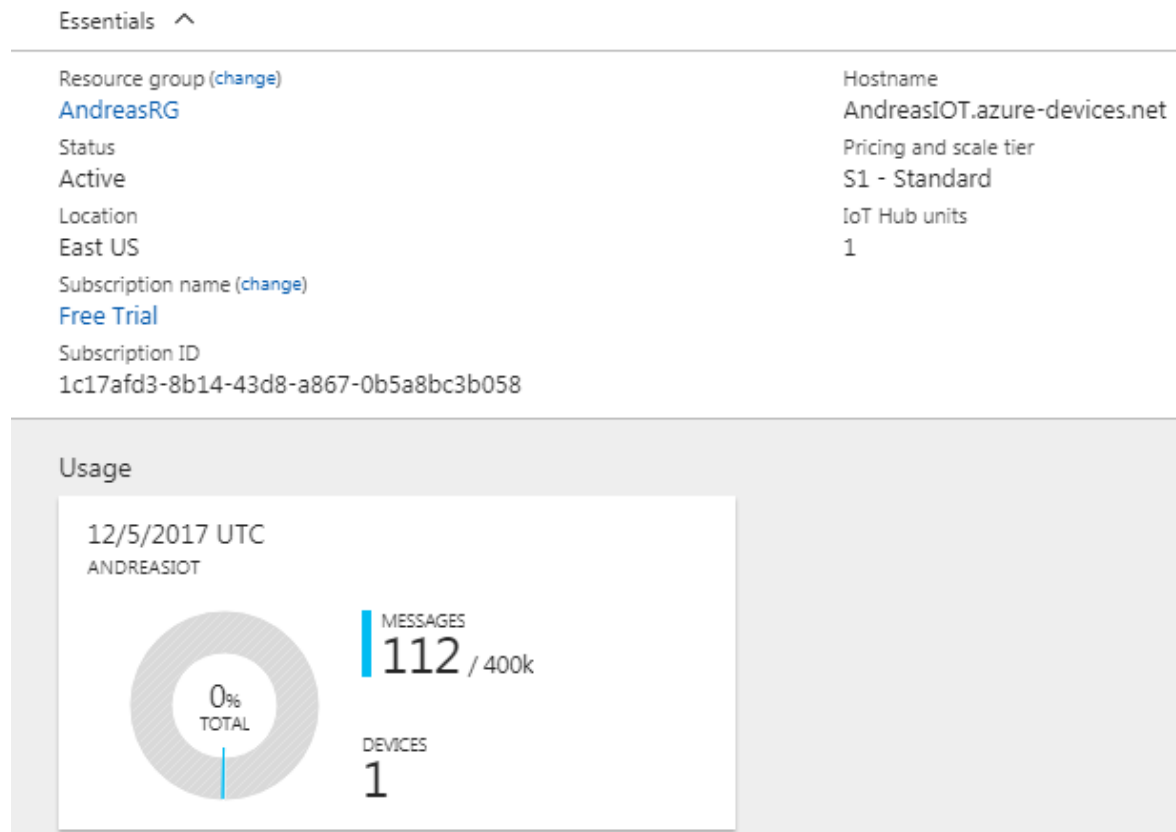 Essentials
Resource group (change)
AndreasRG
Status
Active
Location
East US
Subscription name (change)
Free Trial
Subscription ID
1c17afd3-8b14-43d8-a867-0b5a8bc3b058
Hostname
AndreasIOT.azure-devices.net
Pricing and scale tier
S1 - Standard
IoT Hub units
1
Usage
12/5/2017 UTC
ANDREASIOT
0%
TOTAL
MESSAGES
112 / 400k
DEVICES
1